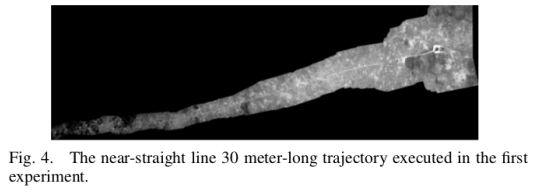 Fig. 4. The near-straight line 30 meter-long trajectory executed in the first
experiment.